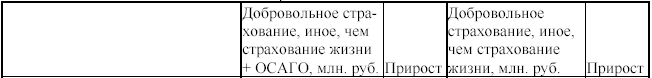 Добровольное стра-
хование, иное, чем
страхование жизни
+ ОСАГО, млн. руб.
Прирост
Добровольное
страхование, иное,
чем страхование
жизни, млн. руб.
Прирост